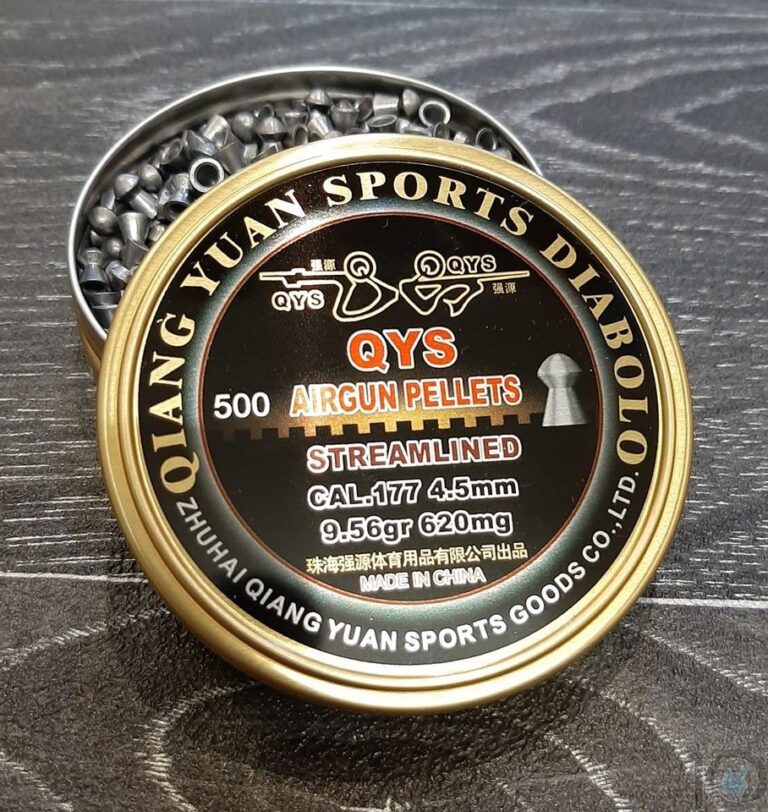 QIANG YUAN SPORTS DIABOLO
强源
QYS
QYS
强源
QYS
500 AIRGUN PELLETS
STREAMLINED
CAL.177 4.5mm
9.56gr 620mg
珠海强源体育用品有限公司出品
MADE IN CHINA
ZHUHAI QIANG YUAN SPORTS GOODS CO.,LTD.